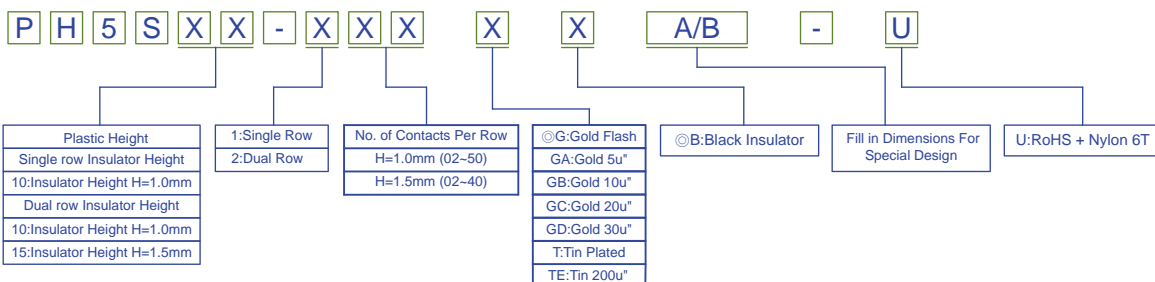 P H 5 S X X - X X X X X A/B - U
Plastic Height
Single row Insulator Height
10:Insulator Height H=1.0mm
Dual row Insulator Height
10:Insulator Height H=1.0mm
15:Insulator Height H=1.5mm
1:Single Row
2:Dual Row
No. of Contacts Per Row
H=1.0mm (02~50)
H=1.5mm (02~40)
◎G:Gold Flash
GA:Gold 5u"
GB:Gold 10u"
GC:Gold 20u"
GD:Gold 30u"
T:Tin Plated
TE:Tin 200u"
◎B:Black Insulator
Fill in Dimensions For
Special Design
U:RoHS + Nylon 6T